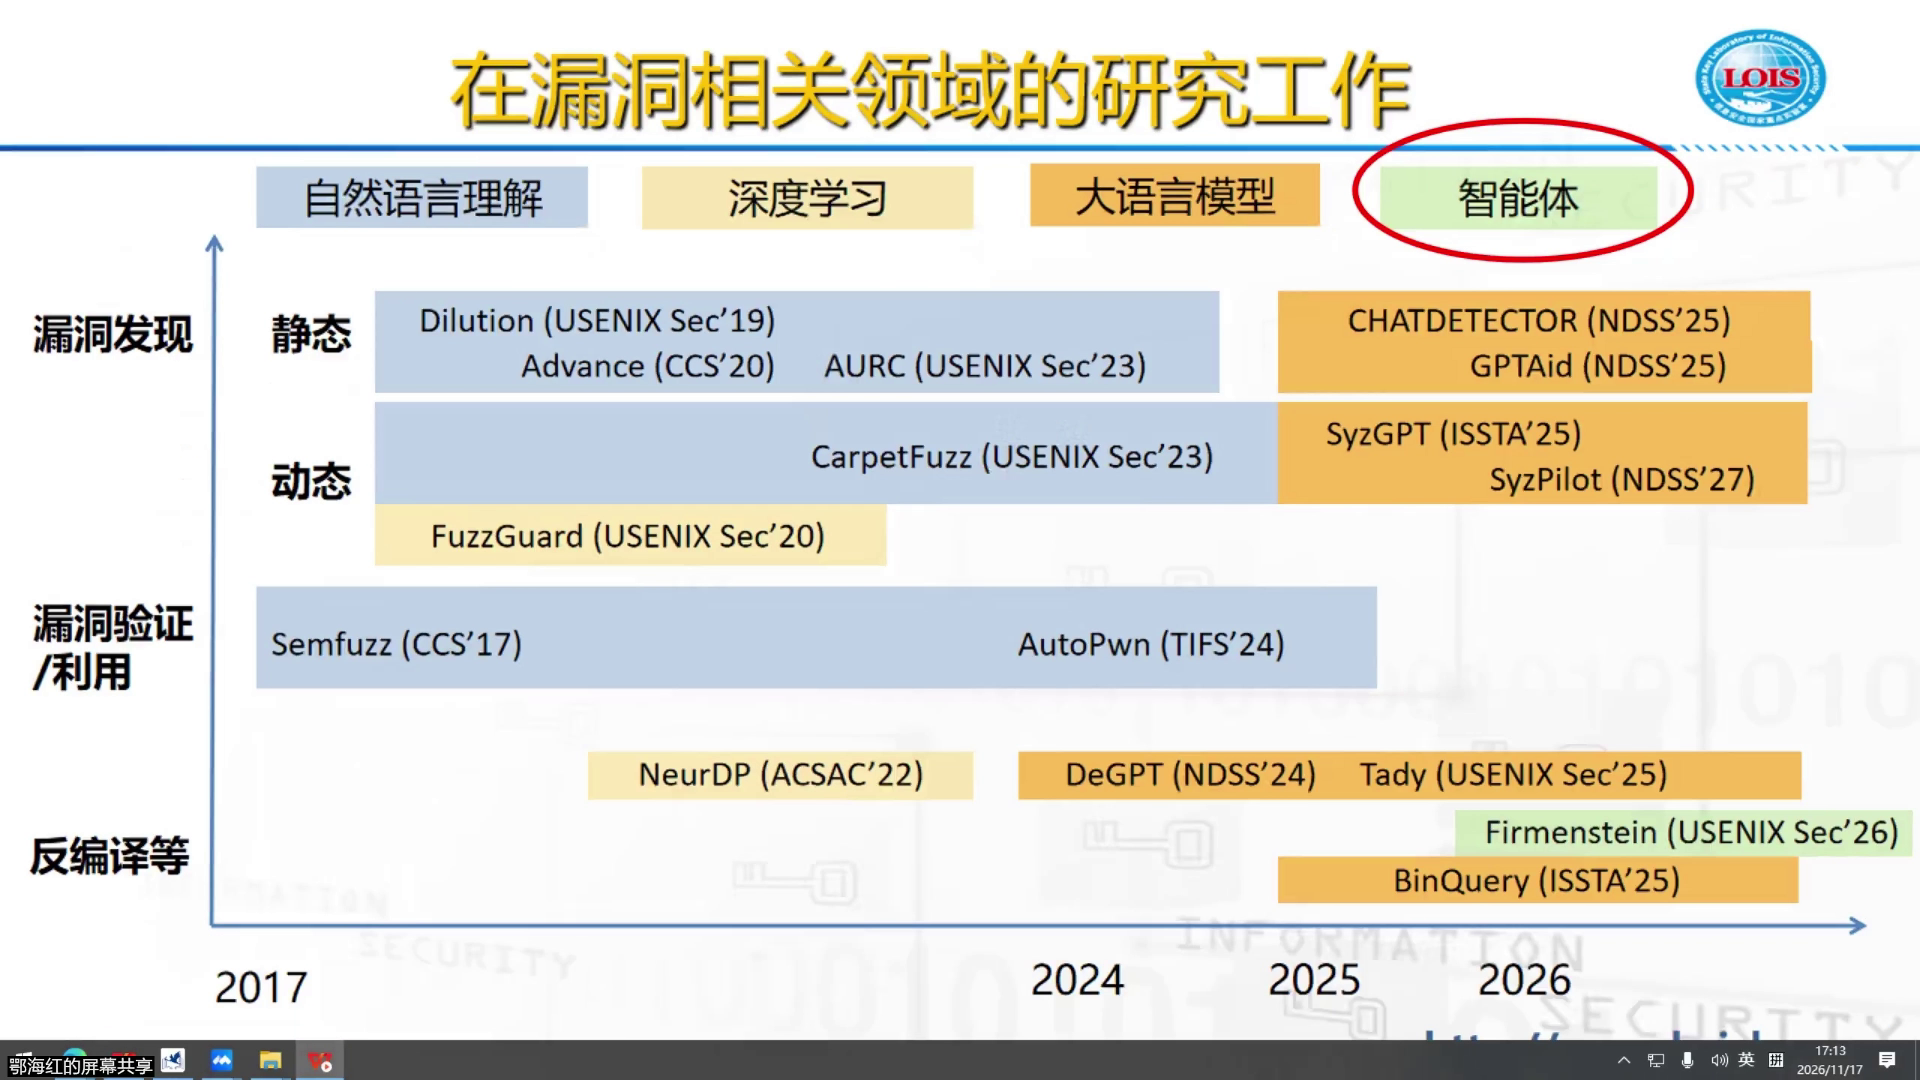 在漏洞相关领域的研究工作
LOIS
自然语言理解
深度学习
大语言模型
智能体
漏洞发现
静态
Dilution (USENIX Sec’19)
Advance (CCS’20)
AURC (USENIX Sec’23)
CHATDETECTOR (NDSS’25)
GPTAid (NDSS’25)
动态
CarpetFuzz (USENIX Sec’23)
SyzGPT (ISSTA’25)
SyzPilot (NDSS’27)
FuzzGuard (USENIX Sec’20)
漏洞验证
/利用
Semfuzz (CCS’17)
AutoPwn (TIFS’24)
反编译等
NeurDP (ACSAC’22)
DeGPT (NDSS’24)
Tady (USENIX Sec’25)
Firmenstein (USENIX Sec’26)
BinQuery (ISSTA’25)
INFORMATION
SECURITY
2017
2024
2025
2026
SECURITY
鄂海红的屏幕共享
英
拼
17:13
2026/11/17